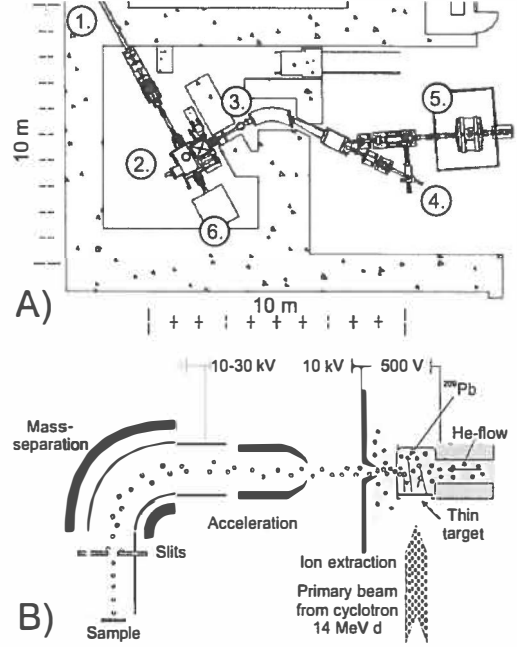 1.
3.
5.
2.
10 m
4.
6.
A)
10 m
10-30 kV
10 kV
500 V
209Pb
Mass-
separation
He-flow
Acceleration
Thin
target
Slits
Ion extraction
Primary beam
from cyclotron
14 MeV d
B)
Sample